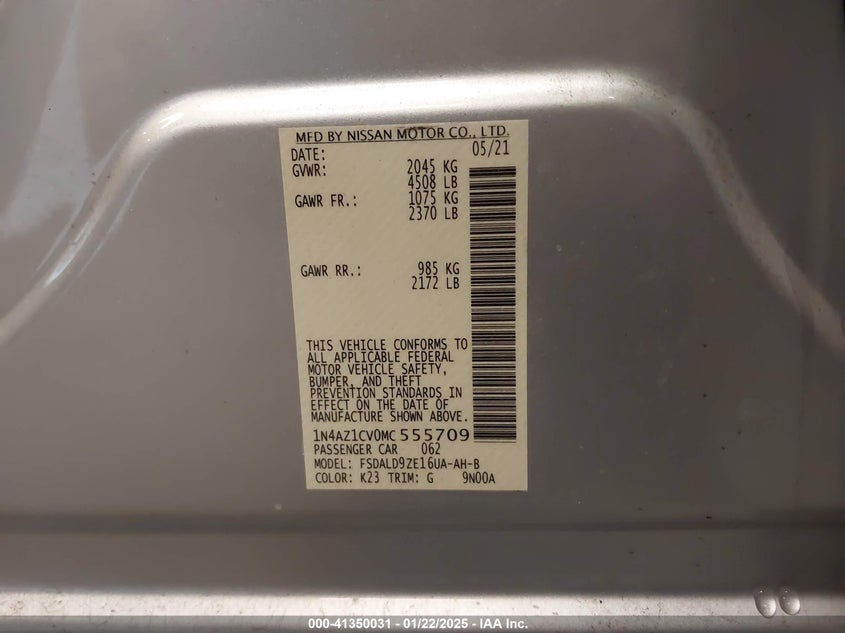 MFD BY NISSAN MOTOR CO., LTD.
DATE: 05/21
GVWR: 2045 KG
4508 LB
GAWR FR.: 1075 KG
2370 LB
GAWR RR.: 985 KG
2172 LB
THIS VEHICLE CONFORMS TO
ALL APPLICABLE FEDERAL
MOTOR VEHICLE SAFETY,
BUMPER, AND THEFT
PREVENTION STANDARDS IN
EFFECT ON THE DATE OF
MANUFACTURE SHOWN ABOVE.
1N4AZ1CV0MC555709
PASSENGER CAR 062
MODEL: FSDALD9ZE16UA-AH-B
COLOR: K23 TRIM: G 9N00A
000-41350031 - 01/22/2025 - IAA Inc.